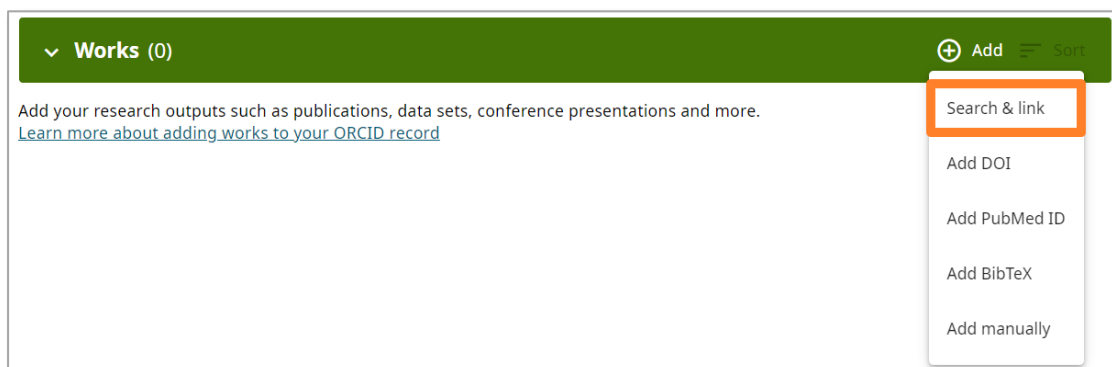 Works (0)
Add
Sort
Add your research outputs such as publications, data sets, conference presentations and more.
Learn more about adding works to your ORCID record
Search & link
Add DOI
Add PubMed ID
Add BibTeX
Add manually